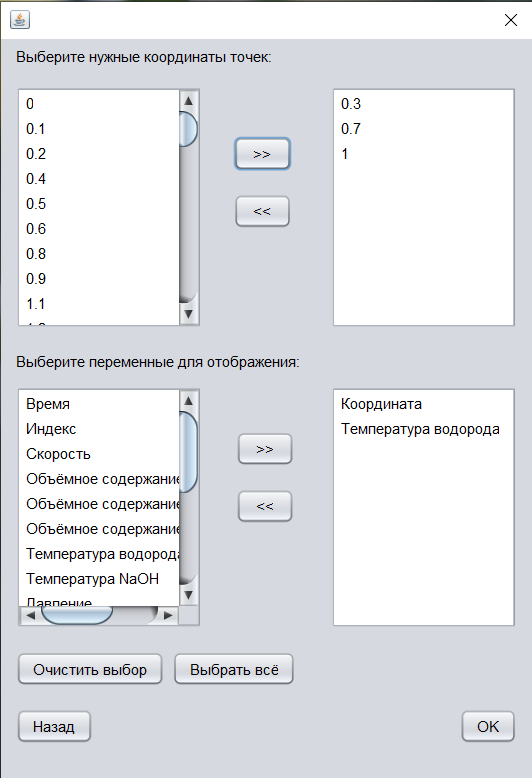 Выберите нужные координаты точек:
0
0.1
0.2
0.4
0.5
0.6
0.8
0.9
1.1
0.3
0.7
1
>>
<<
Выберите переменные для отображения:
Время
Индекс
Скорость
Объёмное содержание
Объёмное содержание
Объёмное содержание
Температура водорода
Температура NaOH
Давление
Координата
Температура водорода
>>
<<
Очистить выбор
Выбрать всё
Назад
OK